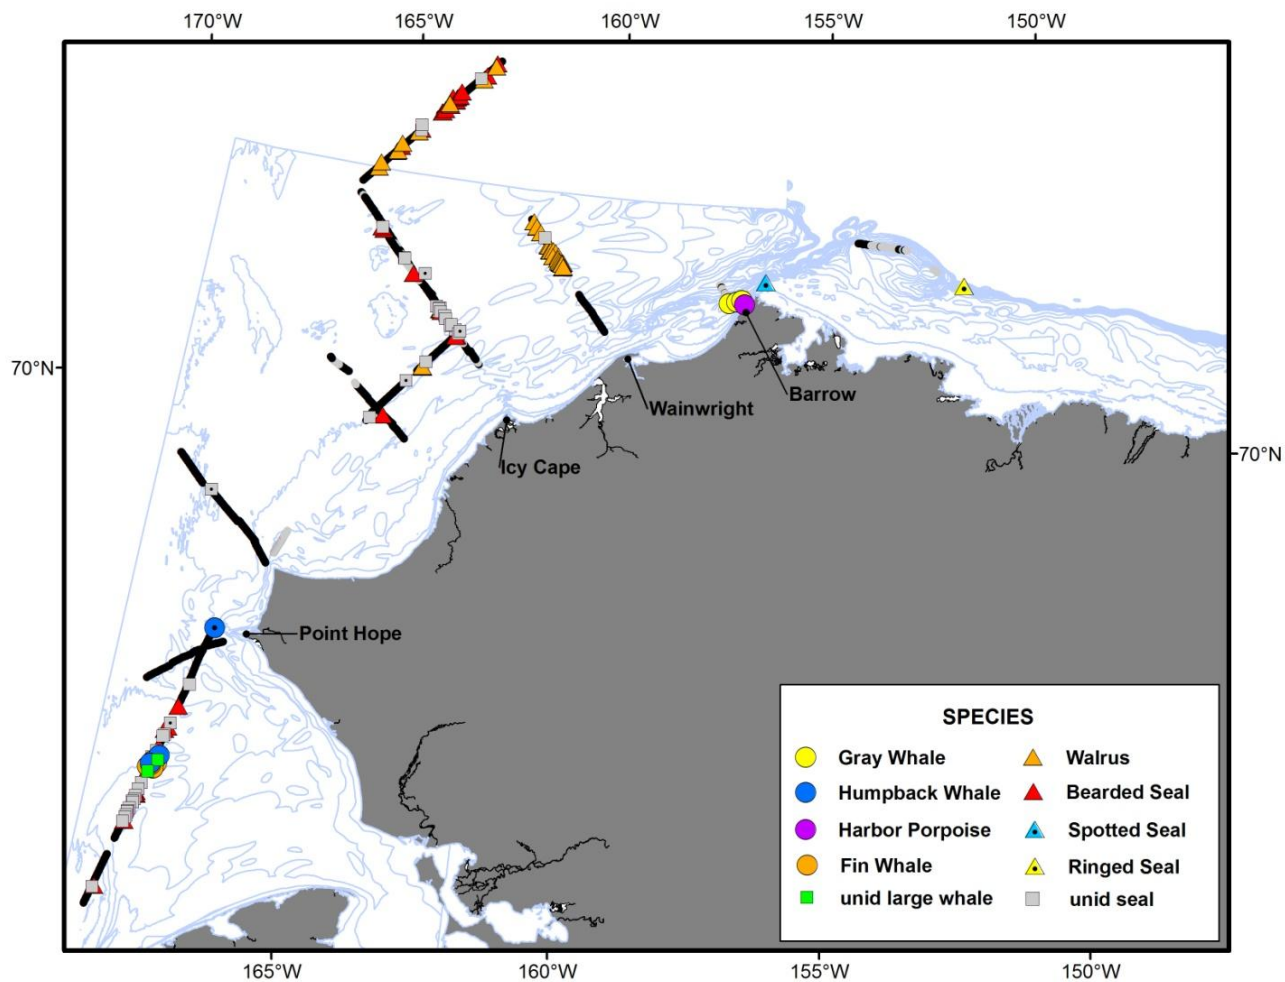 170°W 165°W 160°W 155°W 150°W
70°N
Barrow
Wainwright
70°N
Icy Cape
Point Hope
SPECIES
Gray Whale Walrus
Humpback Whale Bearded Seal
Harbor Porpoise Spotted Seal
Fin Whale Ringed Seal
unid large whale unid seal
165°W 160°W 155°W 150°W